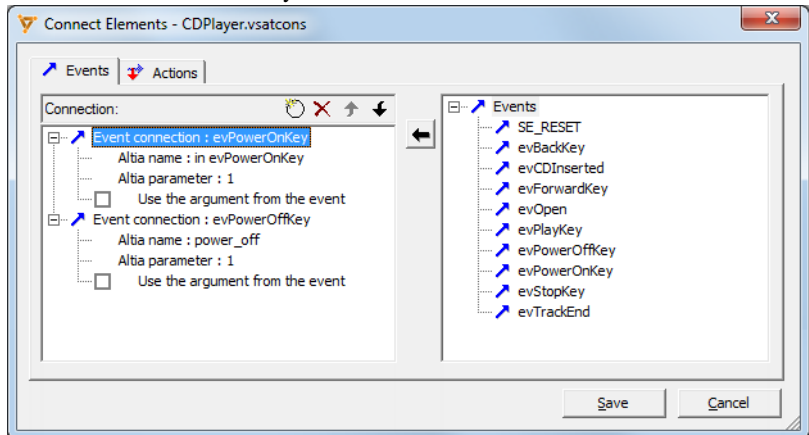 Connect Elements - CDPlayer.vsatcons
Events
Actions
Connection:
Event connection : evPowerOnKey
Altia name : in evPowerOnKey
Altia parameter : 1
Use the argument from the event
Event connection : evPowerOffKey
Altia name : power_off
Altia parameter : 1
Use the argument from the event
Events
SE_RESET
evBackKey
evCDInserted
evForwardKey
evOpen
evPlayKey
evPowerOffKey
evPowerOnKey
evStopKey
evTrackEnd
Save
Cancel